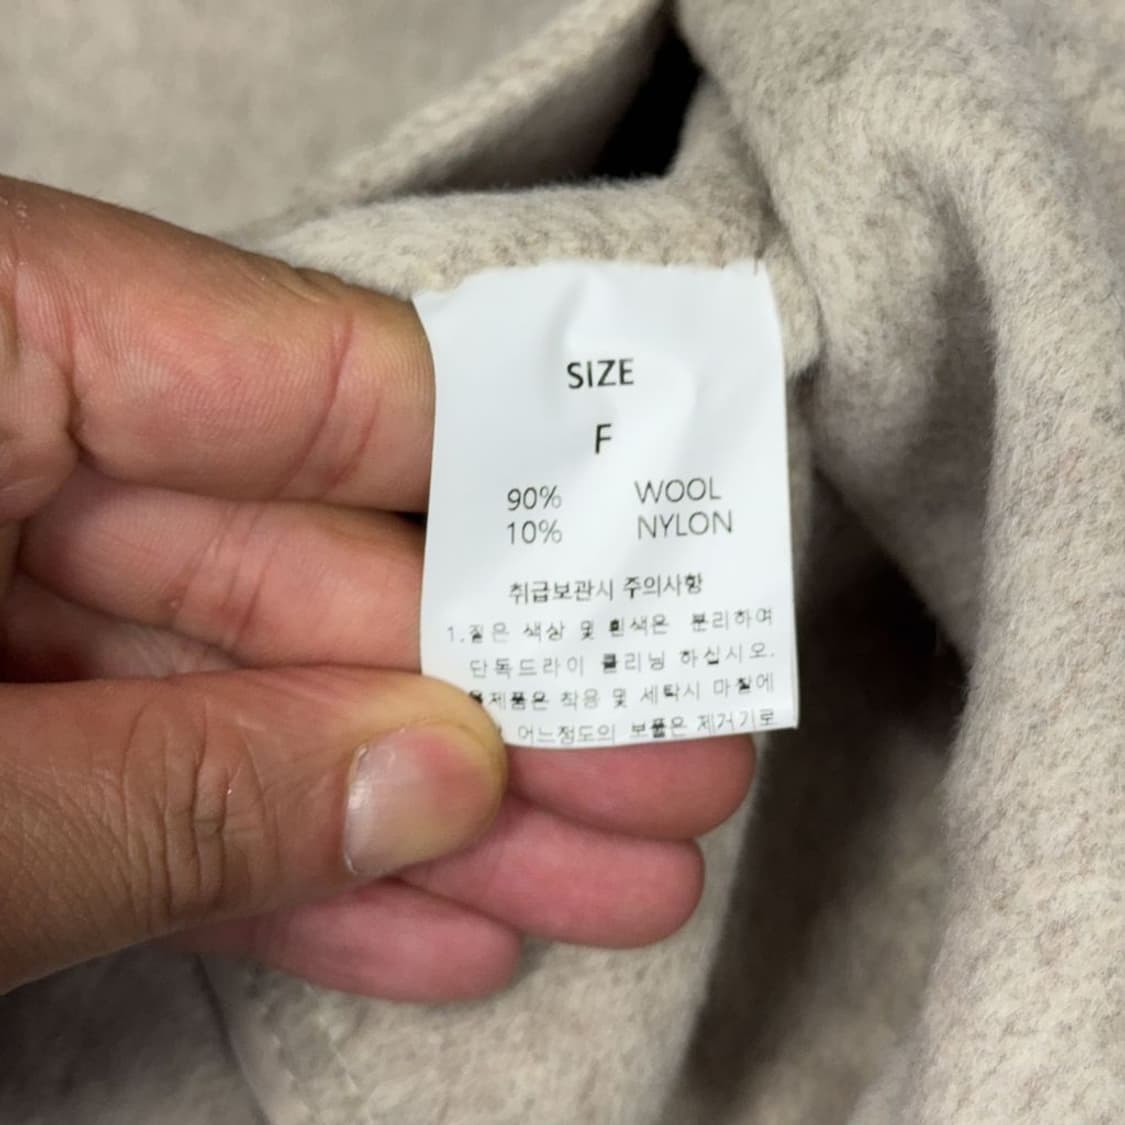 SIZE
F
90% WOOL
10% NYLON
취급보관시 주의사항
1.짙은 색상 및 흰색은 분리하여
단독드라이 클리닝 하십시오.
제품은 착용 및 세탁시 마찰에
어느정도의 보풀은 제거기로